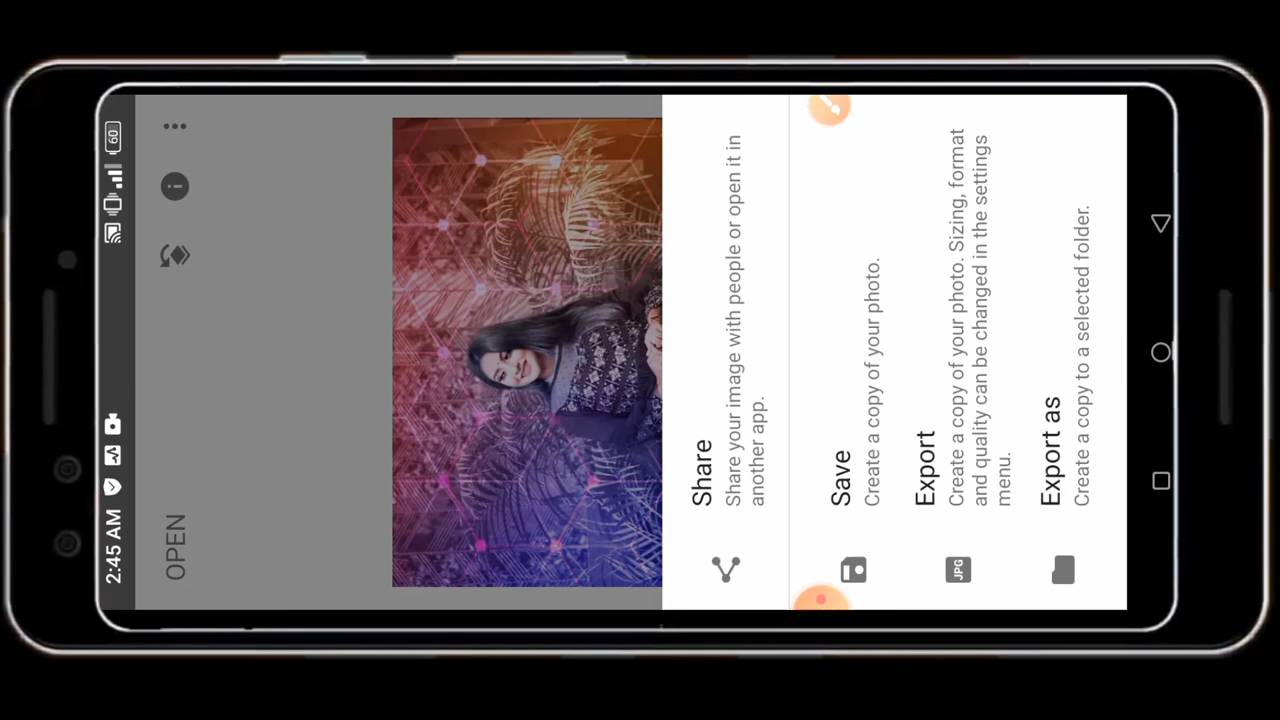 2:45 AM
60
OPEN
Share
Share your image with people or open it in
another app.
Save
Create a copy of your photo.
Export
Create a copy of your photo. Sizing, format
and quality can be changed in the settings
menu.
JPG
Export as
Create a copy to a selected folder.